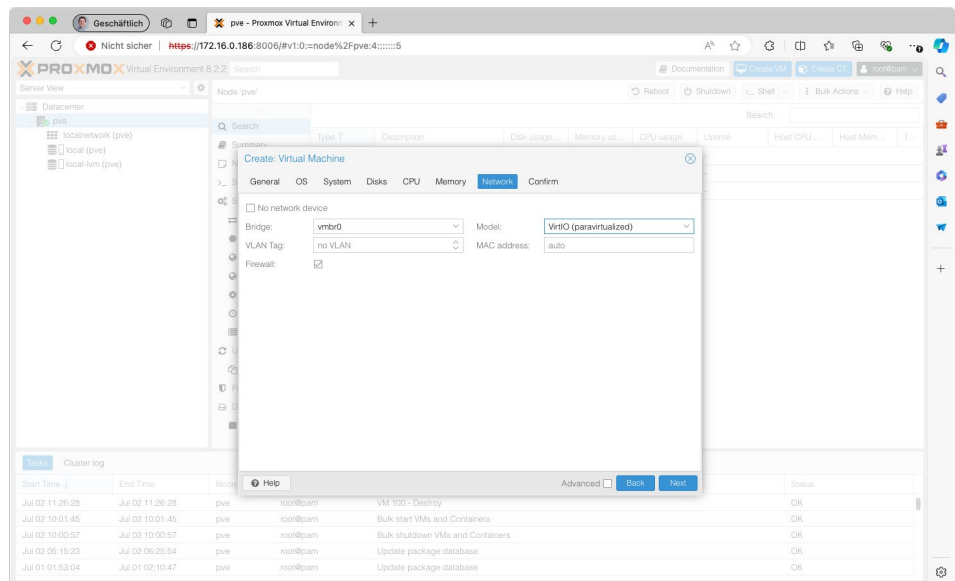 Geschäftlich pve - Proxmox Virtual Environm
Nicht sicher https://172.16.0.186:8006/#v1:0:=node%2Fpve:4:::::::5
PROXMOX Virtual Environment 8.2.2 Search Documentation Create VM Create CT root@pam
Server View Node 'pve' Reboot Shutdown Shell Bulk Actions Help
Datacenter Search:
pve Search
localnetwork (pve) Summary Type Description Disk usage... Memory us... CPU usage Uptime Host CPU ... Host Mem... T...
local (pve)
local-lvm (pve)
Create: Virtual Machine
General OS System Disks CPU Memory Network Confirm
No network device
Bridge: vmbr0 Model: VirtIO (paravirtualized)
VLAN Tag: no VLAN MAC address: auto
Firewall:
Help Advanced Back Next
Tasks Cluster log
Start Time End Time Node Status
Jul 02 11:26:28 Jul 02 11:26:28 pve root@pam VM 100 - Destroy OK
Jul 02 10:01:45 Jul 02 10:01:45 pve root@pam Bulk start VMs and Containers OK
Jul 02 10:00:57 Jul 02 10:00:57 pve root@pam Bulk shutdown VMs and Containers OK
Jul 02 05:15:23 Jul 02 06:25:54 pve root@pam Update package database OK
Jul 01 01:53:04 Jul 01 02:10:47 pve root@pam Update package database OK